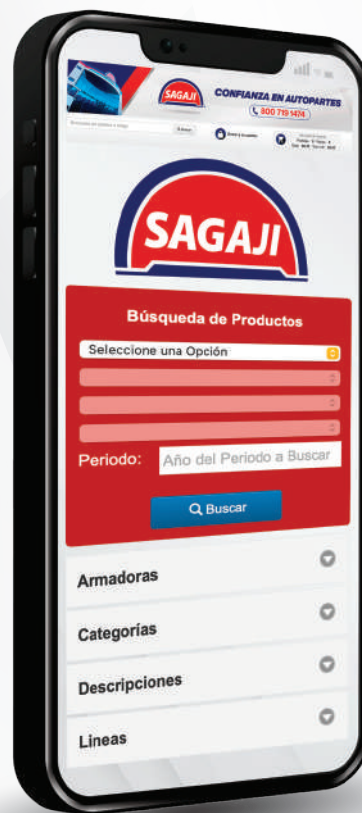 SAGAJI
CONFIANZA EN AUTOPARTES
800 719 1474
SAGAJI
Búsqueda de Productos
Seleccione una Opción
Periodo: Año del Periodo a Buscar
Buscar
Armadoras
Categorías
Descripciones
Lineas